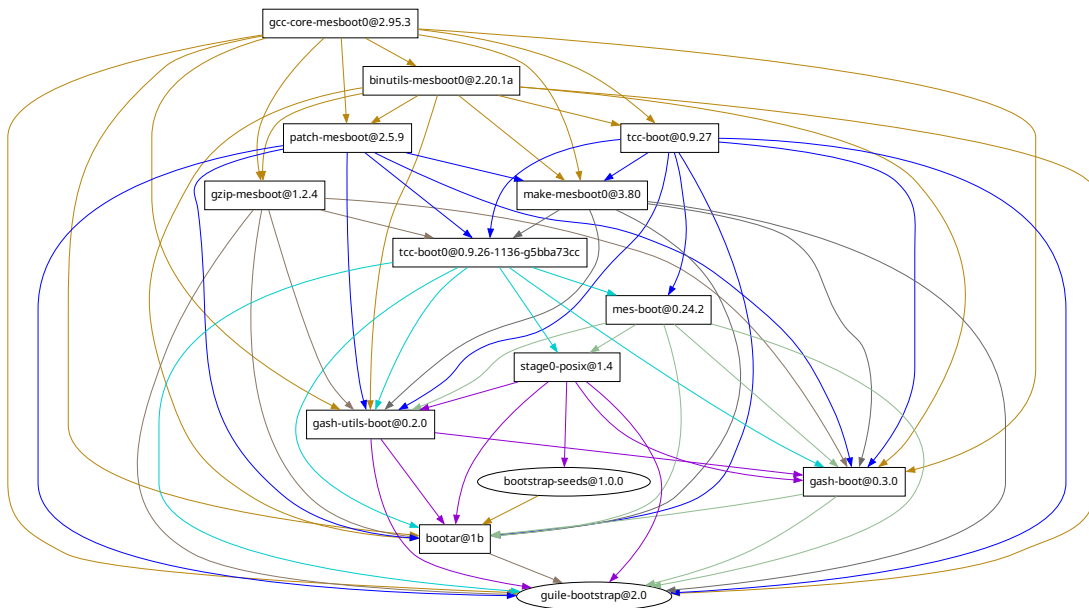 gcc-core-mesboot0@2.95.3
binutils-mesboot0@2.20.1a
patch-mesboot@2.5.9
tcc-boot@0.9.27
gzip-mesboot@1.2.4
make-mesboot0@3.80
tcc-boot0@0.9.26-1136-g5bba73cc
mes-boot@0.24.2
stage0-posix@1.4
gash-utils-boot@0.2.0
bootstrap-seeds@1.0.0
gash-boot@0.3.0
bootar@1b
guile-bootstrap@2.0